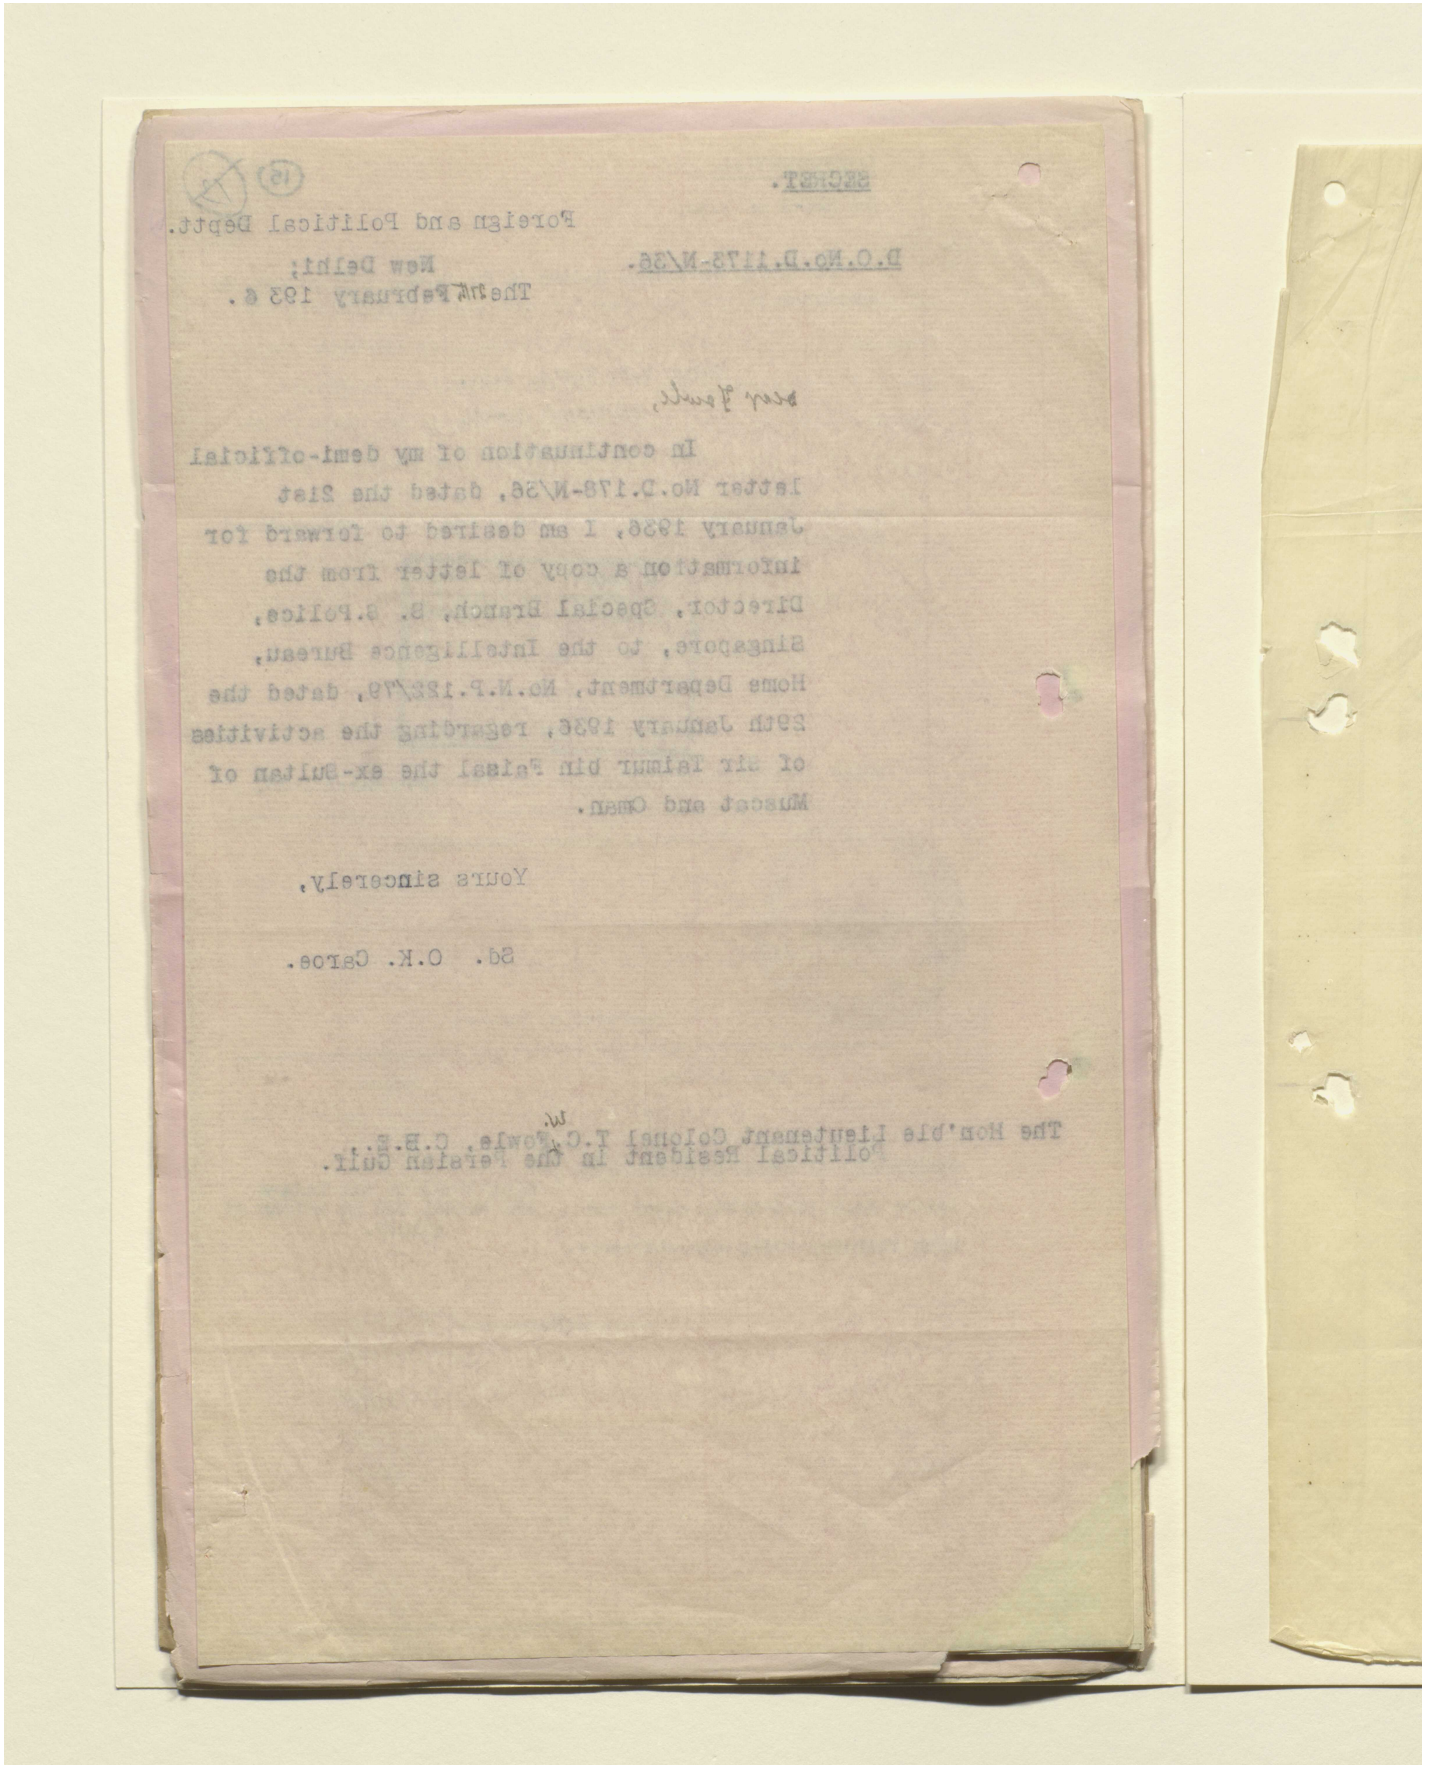 SECRET.
15
Foreign and Political Deptt.
D.O.No.D.1173-N/36.
New Delhi;
The February 1936.
Dear Fowle,
In continuation of my demi-official
letter No.D.178-N/36, dated the 21st
January 1936, I am desired to forward for
information a copy of letter from the
Director, Special Branch, S. S.Police,
Singapore, to the Intelligence Bureau,
Home Department, No.N.P.122/79, dated the
29th January 1936, regarding the activities
of Sir Taimur bin Faisal the ex-Sultan of
Muscat and Oman.
Yours sincerely,
Sd. O.K. Caroe.
The Hon'ble Lieutenant Colonel T.C.W. Fowle, C.B.E.,
Political Resident in the Persian Gulf.